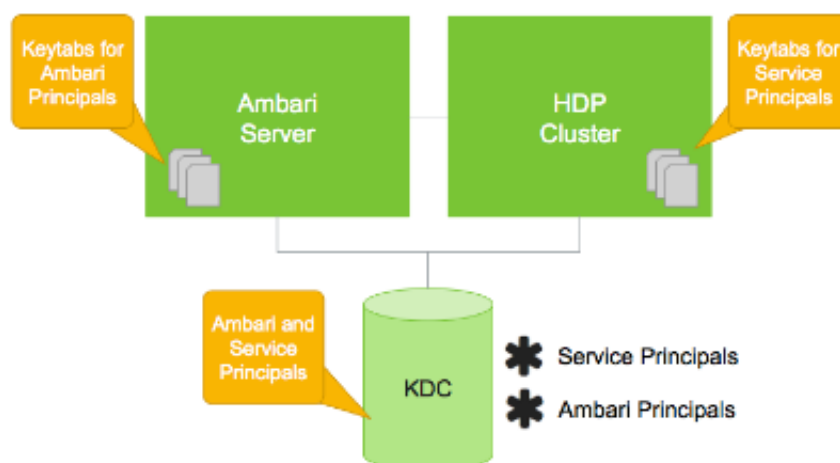 Keytabs for
Ambari
Principals
Ambari
Server
HDP
Cluster
Keytabs for
Service
Principals
Ambari and
Service
Principals
KDC
Service Principals
Ambari Principals